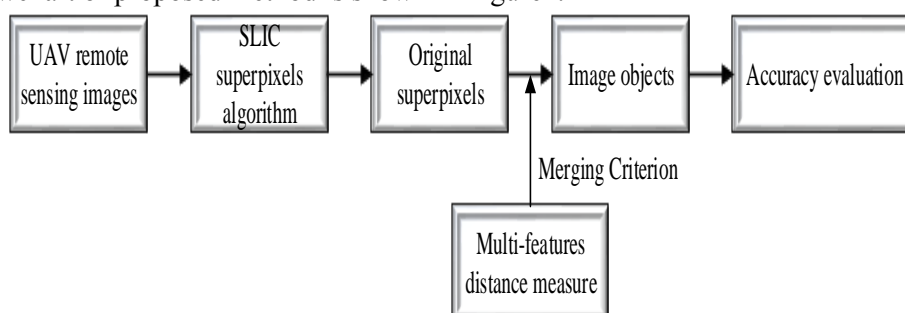 UAV remote
sensing images
SLIC
superpixels
algorithm
Original
superpixels
Image objects
Accuracy evaluation
Merging Criterion
Multi-features
distance measure